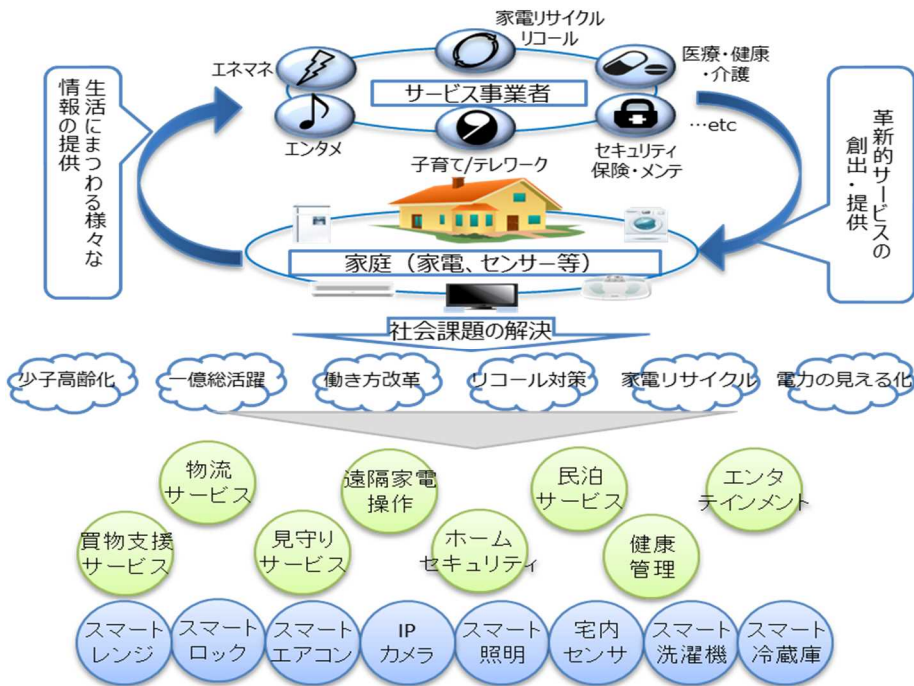 家電リサイクル
リコール
エネマネ
医療・健康
・介護
サービス事業者
エンタメ
子育て/テレワーク
セキュリティ
保険・メンテ
…etc
生活にまつわる様々な
情報の提供
革新的サービスの
創出・提供
家庭（家電、センサー等）
社会課題の解決
少子高齢化
一億総活躍
働き方改革
リコール対策
家電リサイクル
電力の見える化
物流
サービス
遠隔家電
操作
民泊
サービス
エンタ
テインメント
買物支援
サービス
見守り
サービス
ホーム
セキュリティ
健康
管理
スマート
レンジ
スマート
ロック
スマート
エアコン
IP
カメラ
スマート
照明
宅内
センサ
スマート
洗濯機
スマート
冷蔵庫